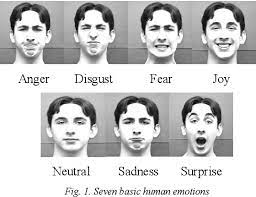 Anger Disgust Fear Joy
Neutral Sadness Surprise
Fig. 1. Seven basic human emotions